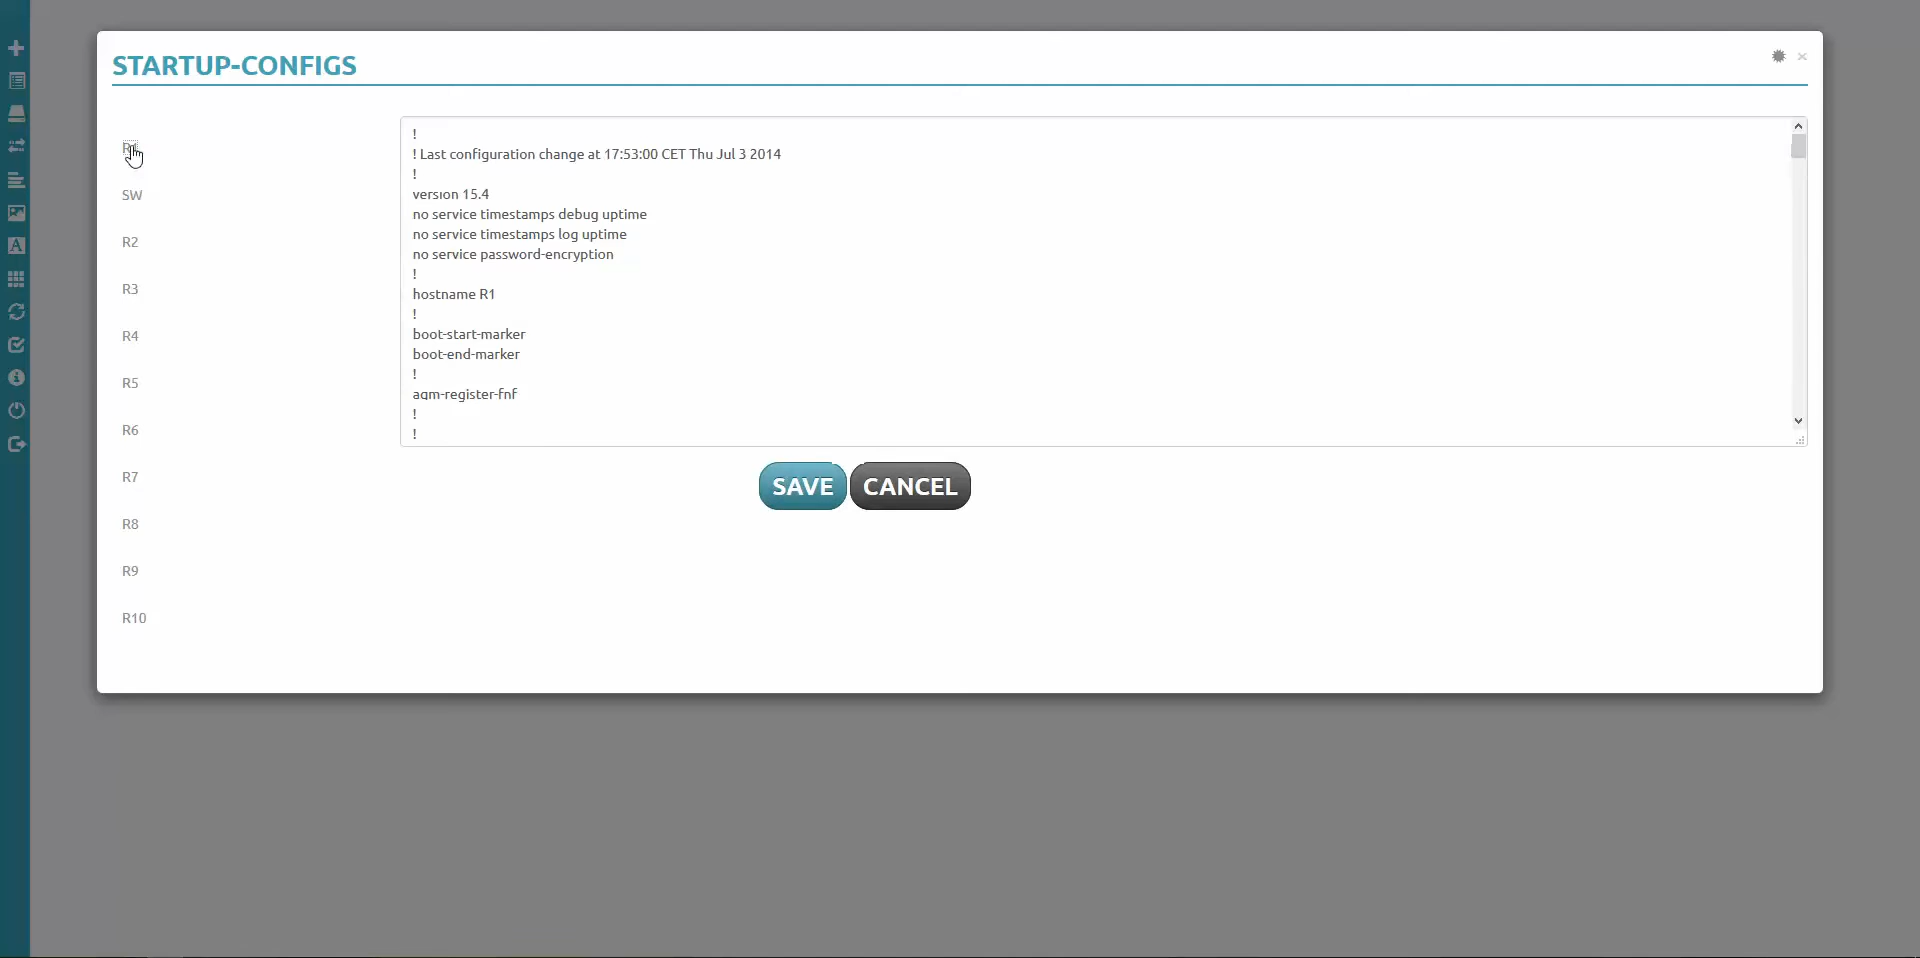 STARTUP-CONFIGS
SW
R2
R3
R4
R5
R6
R7
R8
R9
R10
!
! Last configuration change at 17:53:00 CET Thu Jul 3 2014
!
version 15.4
no service timestamps debug uptime
no service timestamps log uptime
no service password-encryption
!
hostname R1
!
boot-start-marker
boot-end-marker
!
aqm-register-fnf
!
!
SAVE
CANCEL